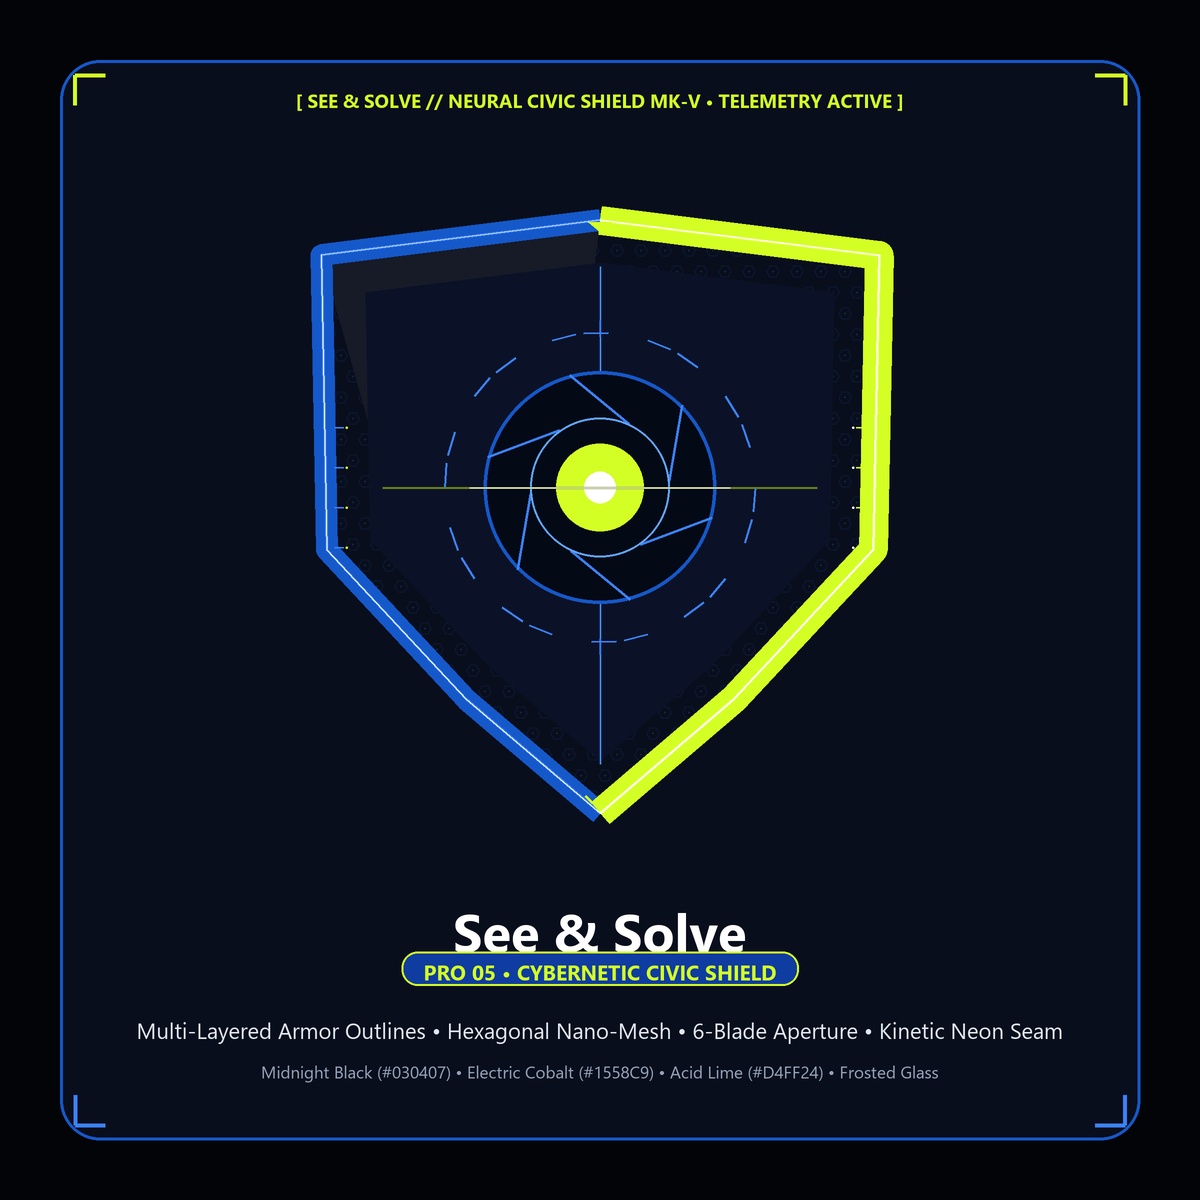 [ SEE & SOLVE // NEURAL CIVIC SHIELD MK-V • TELEMETRY ACTIVE ]
See & Solve
PRO 05 • CYBERNETIC CIVIC SHIELD
Multi-Layered Armor Outlines • Hexagonal Nano-Mesh • 6-Blade Aperture • Kinetic Neon Seam
Midnight Black (#030407) • Electric Cobalt (#1558C9) • Acid Lime (#D4FF24) • Frosted Glass